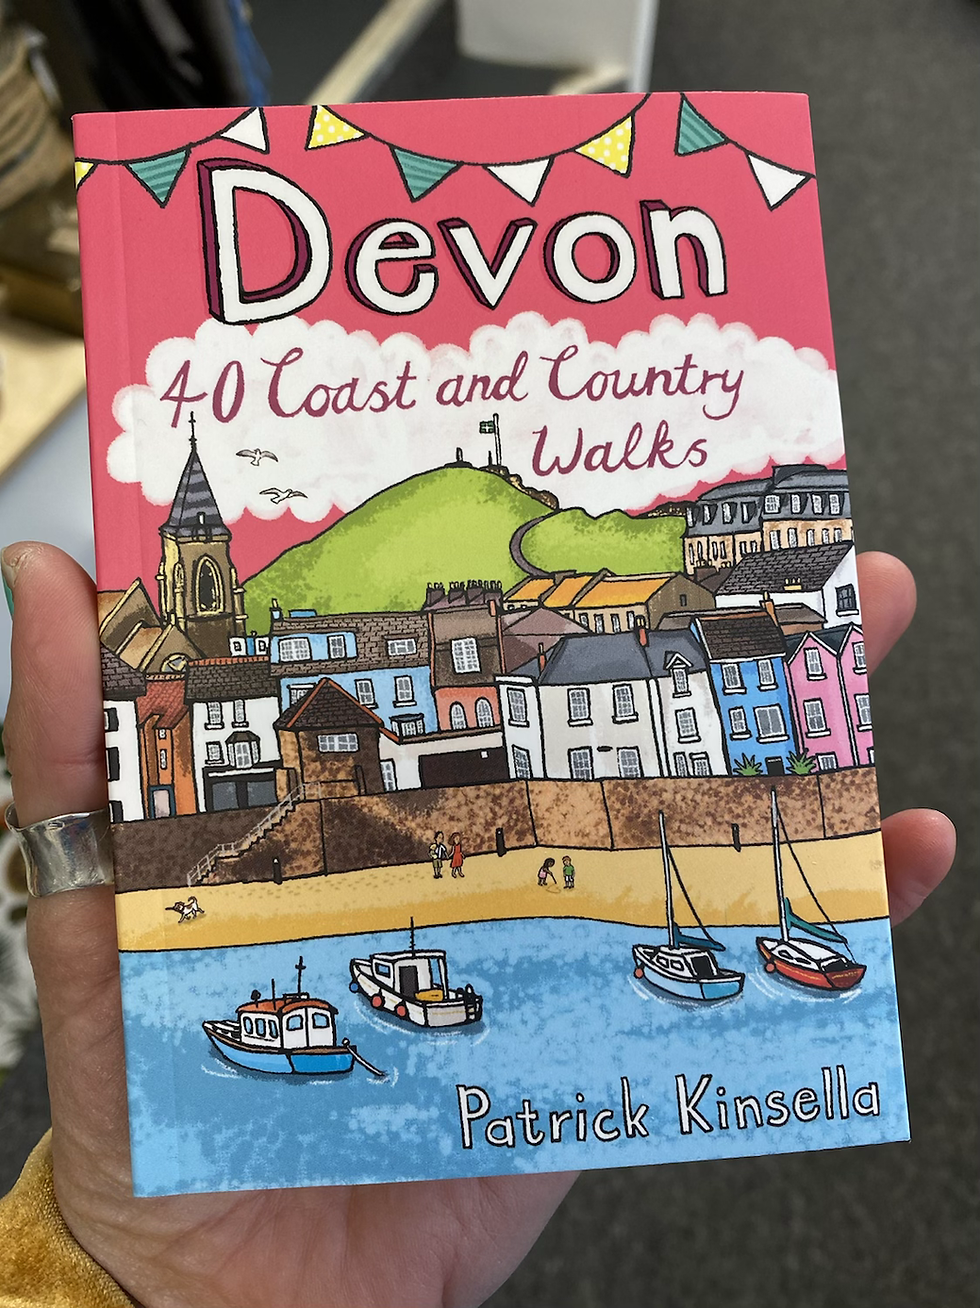 Devon
40 Coast and Country
Walks
Patrick Kinsella